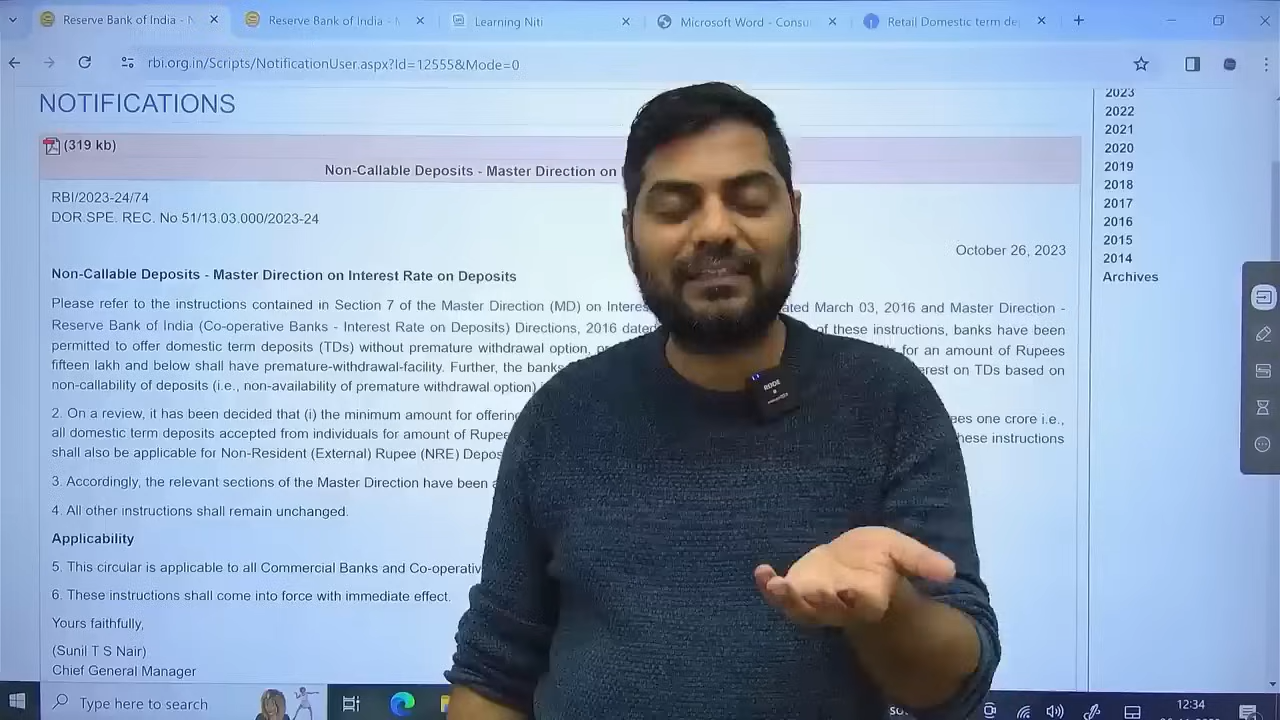 Reserve Bank of India - N
Reserve Bank of India - N
Learning Niti
Microsoft Word - Consu
Retail Domestic term de
rbi.org.in/Scripts/NotificationUser.aspx?Id=12555&Mode=0
NOTIFICATIONS
(319 kb)
Non-Callable Deposits - Master Direction on
RBI/2023-24/74
DOR.SPE. REC. No 51/13.03.000/2023-24
October 26, 2023
Non-Callable Deposits - Master Direction on Interest Rate on Deposits
Please refer to the instructions contained in Section 7 of the Master Direction (MD) on Interes ated March 03, 2016 and Master Direction -
Reserve Bank of India (Co-operative Banks - Interest Rate on Deposits) Directions, 2016 dated of these instructions, banks have been
permitted to offer domestic term deposits (TDs) without premature withdrawal option, for an amount of Rupees
fifteen lakh and below shall have premature-withdrawal-facility. Further, the banks erest on TDs based on
non-callability of deposits (i.e., non-availability of premature withdrawal option)
2. On a review, it has been decided that (i) the minimum amount for offering ees one crore i.e.,
all domestic term deposits accepted from individuals for amount of Rupee hese instructions
shall also be applicable for Non-Resident (External) Rupee (NRE) Depos
3. Accordingly, the relevant sections of the Master Direction have been a
4. All other instructions shall remain unchanged.
Applicability
5. This circular is applicable to all Commercial Banks and Co-operativ
6. These instructions shall come into force with immediate effect.
Yours faithfully,
(Sunil T S Nair)
Chief General Manager
2023
2022
2021
2020
2019
2018
2017
2016
2015
2014
Archives
RODE
Type here to search
12:34